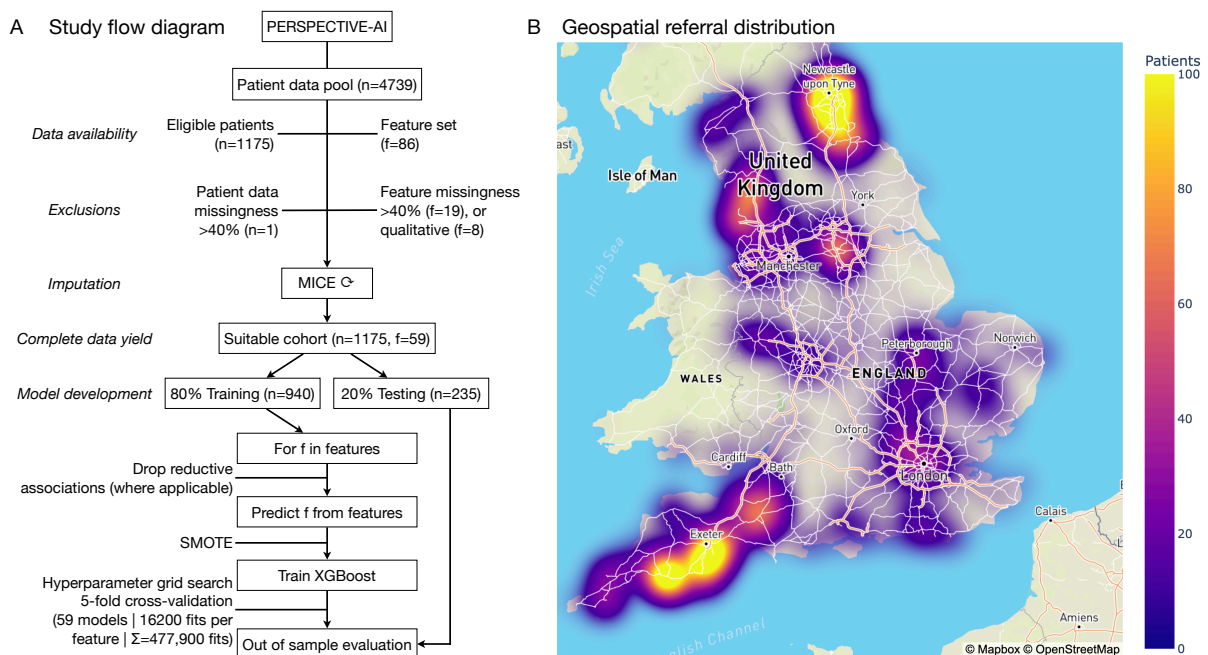 A Study flow diagram
PERSPECTIVE-AI
Patient data pool (n=4739)
Data availability
Eligible patients
(n=1175)
Feature set
(f=86)
Exclusions
Patient data
missingness
>40% (n=1)
Feature missingness
>40% (f=19), or
qualitative (f=8)
Imputation
MICE ⟳
Complete data yield
Suitable cohort (n=1175, f=59)
Model development
80% Training (n=940)
20% Testing (n=235)
For f in features
Drop reductive
associations (where applicable)
Predict f from features
SMOTE
Train XGBoost
Hyperparameter grid search
5-fold cross-validation
(59 models | 16200 fits per
feature | Σ=477,900 fits)
Out of sample evaluation
B Geospatial referral distribution
Newcastle
upon Tyne
ast
Isle of Man
United
Kingdom
York
Irish Sea
Manchester
Peterborough
Norwich
WALES
ENGLAND
Oxford
Cardiff
Bath
London
Exeter
Calais
Amiens
glish Channel
© Mapbox © OpenStreetMap
Patients
100
80
60
40
20
0